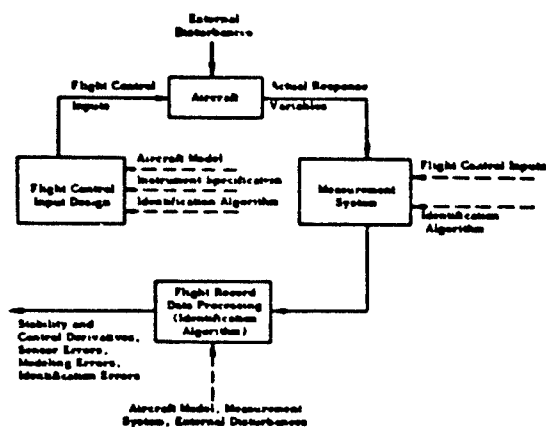 External
Disturbances
Flight Control
Inputs
Aircraft
Actual Response
Variables
Flight Control
Input Design
Aircraft Model
Instrument Specification
Identification Algorithm
Measurement
System
Flight Control Inputs
Identification
Algorithm
Flight Record
Data Processing
(Identification
Algorithm)
Stability and
Control Derivatives,
Sensor Errors,
Modeling Errors,
Identification Errors
Aircraft Model, Measurement
System, External Disturbances